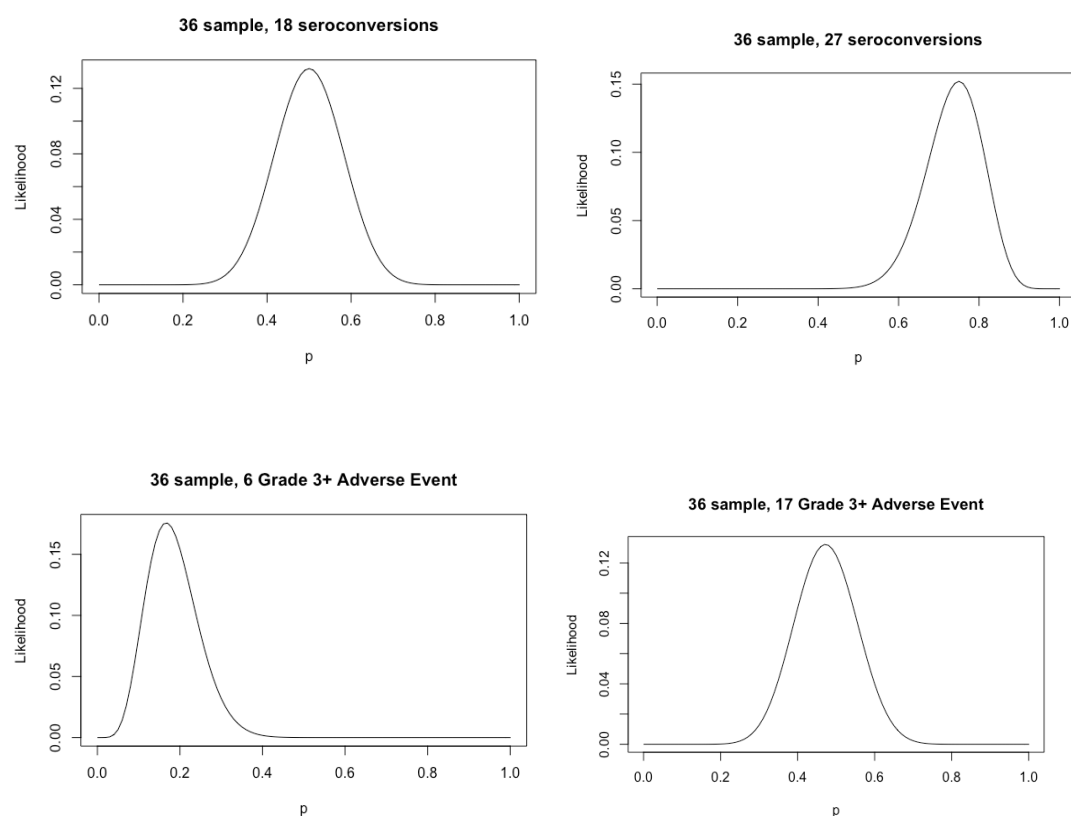 36 sample, 18 seroconversions
Likelihood
0.00
0.04
0.08
0.12
0.0 0.2 0.4 0.6 0.8 1.0
p
36 sample, 27 seroconversions
Likelihood
0.00
0.05
0.10
0.15
0.0 0.2 0.4 0.6 0.8 1.0
p
36 sample, 6 Grade 3+ Adverse Event
Likelihood
0.00
0.05
0.10
0.15
0.0 0.2 0.4 0.6 0.8 1.0
p
36 sample, 17 Grade 3+ Adverse Event
Likelihood
0.00
0.04
0.08
0.12
0.0 0.2 0.4 0.6 0.8 1.0
p